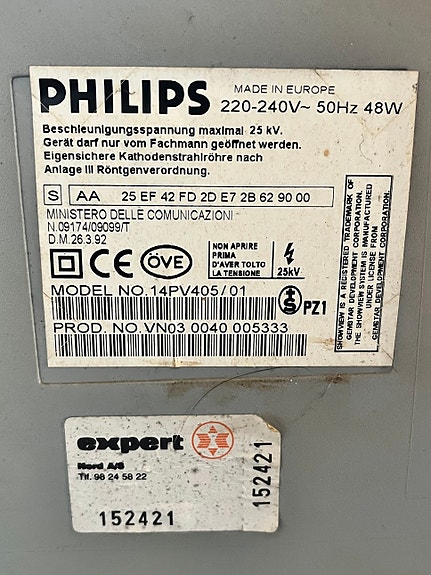 PHILIPS
MADE IN EUROPE
220-240V~ 50Hz 48W
Beschleunigungsspannung maximal 25 kV.
Gerät darf nur vom Fachmann geöffnet werden.
Eigensichere Kathodenstrahlröhre nach
Anlage III Röntgenverordnung.
S AA 25 EF 42 FD 2D E7 2B 62 90 00
MINISTERO DELLE COMUNICAZIONI
N.09174/09099/T
D.M.26.3.92
CE
ÖVE
NON APRIRE
PRIMA
D'AVER TOLTO
LA TENSIONE
25kV
MODEL NO.14PV405/01
S
PZ1
PROD. NO.VN03 0040 005333
SHOWVIEW IS A REGISTERED TRADEMARK OF
GEMSTAR DEVELOPMENT CORPORATION.
THE SHOWVIEW SYSTEM IS MANUFACTURED
UNDER LICENSE FROM
GEMSTAR DEVELOPMENT CORPORATION
expert
Nord A/S
Tlf. 98 24 58 22
152421
152421